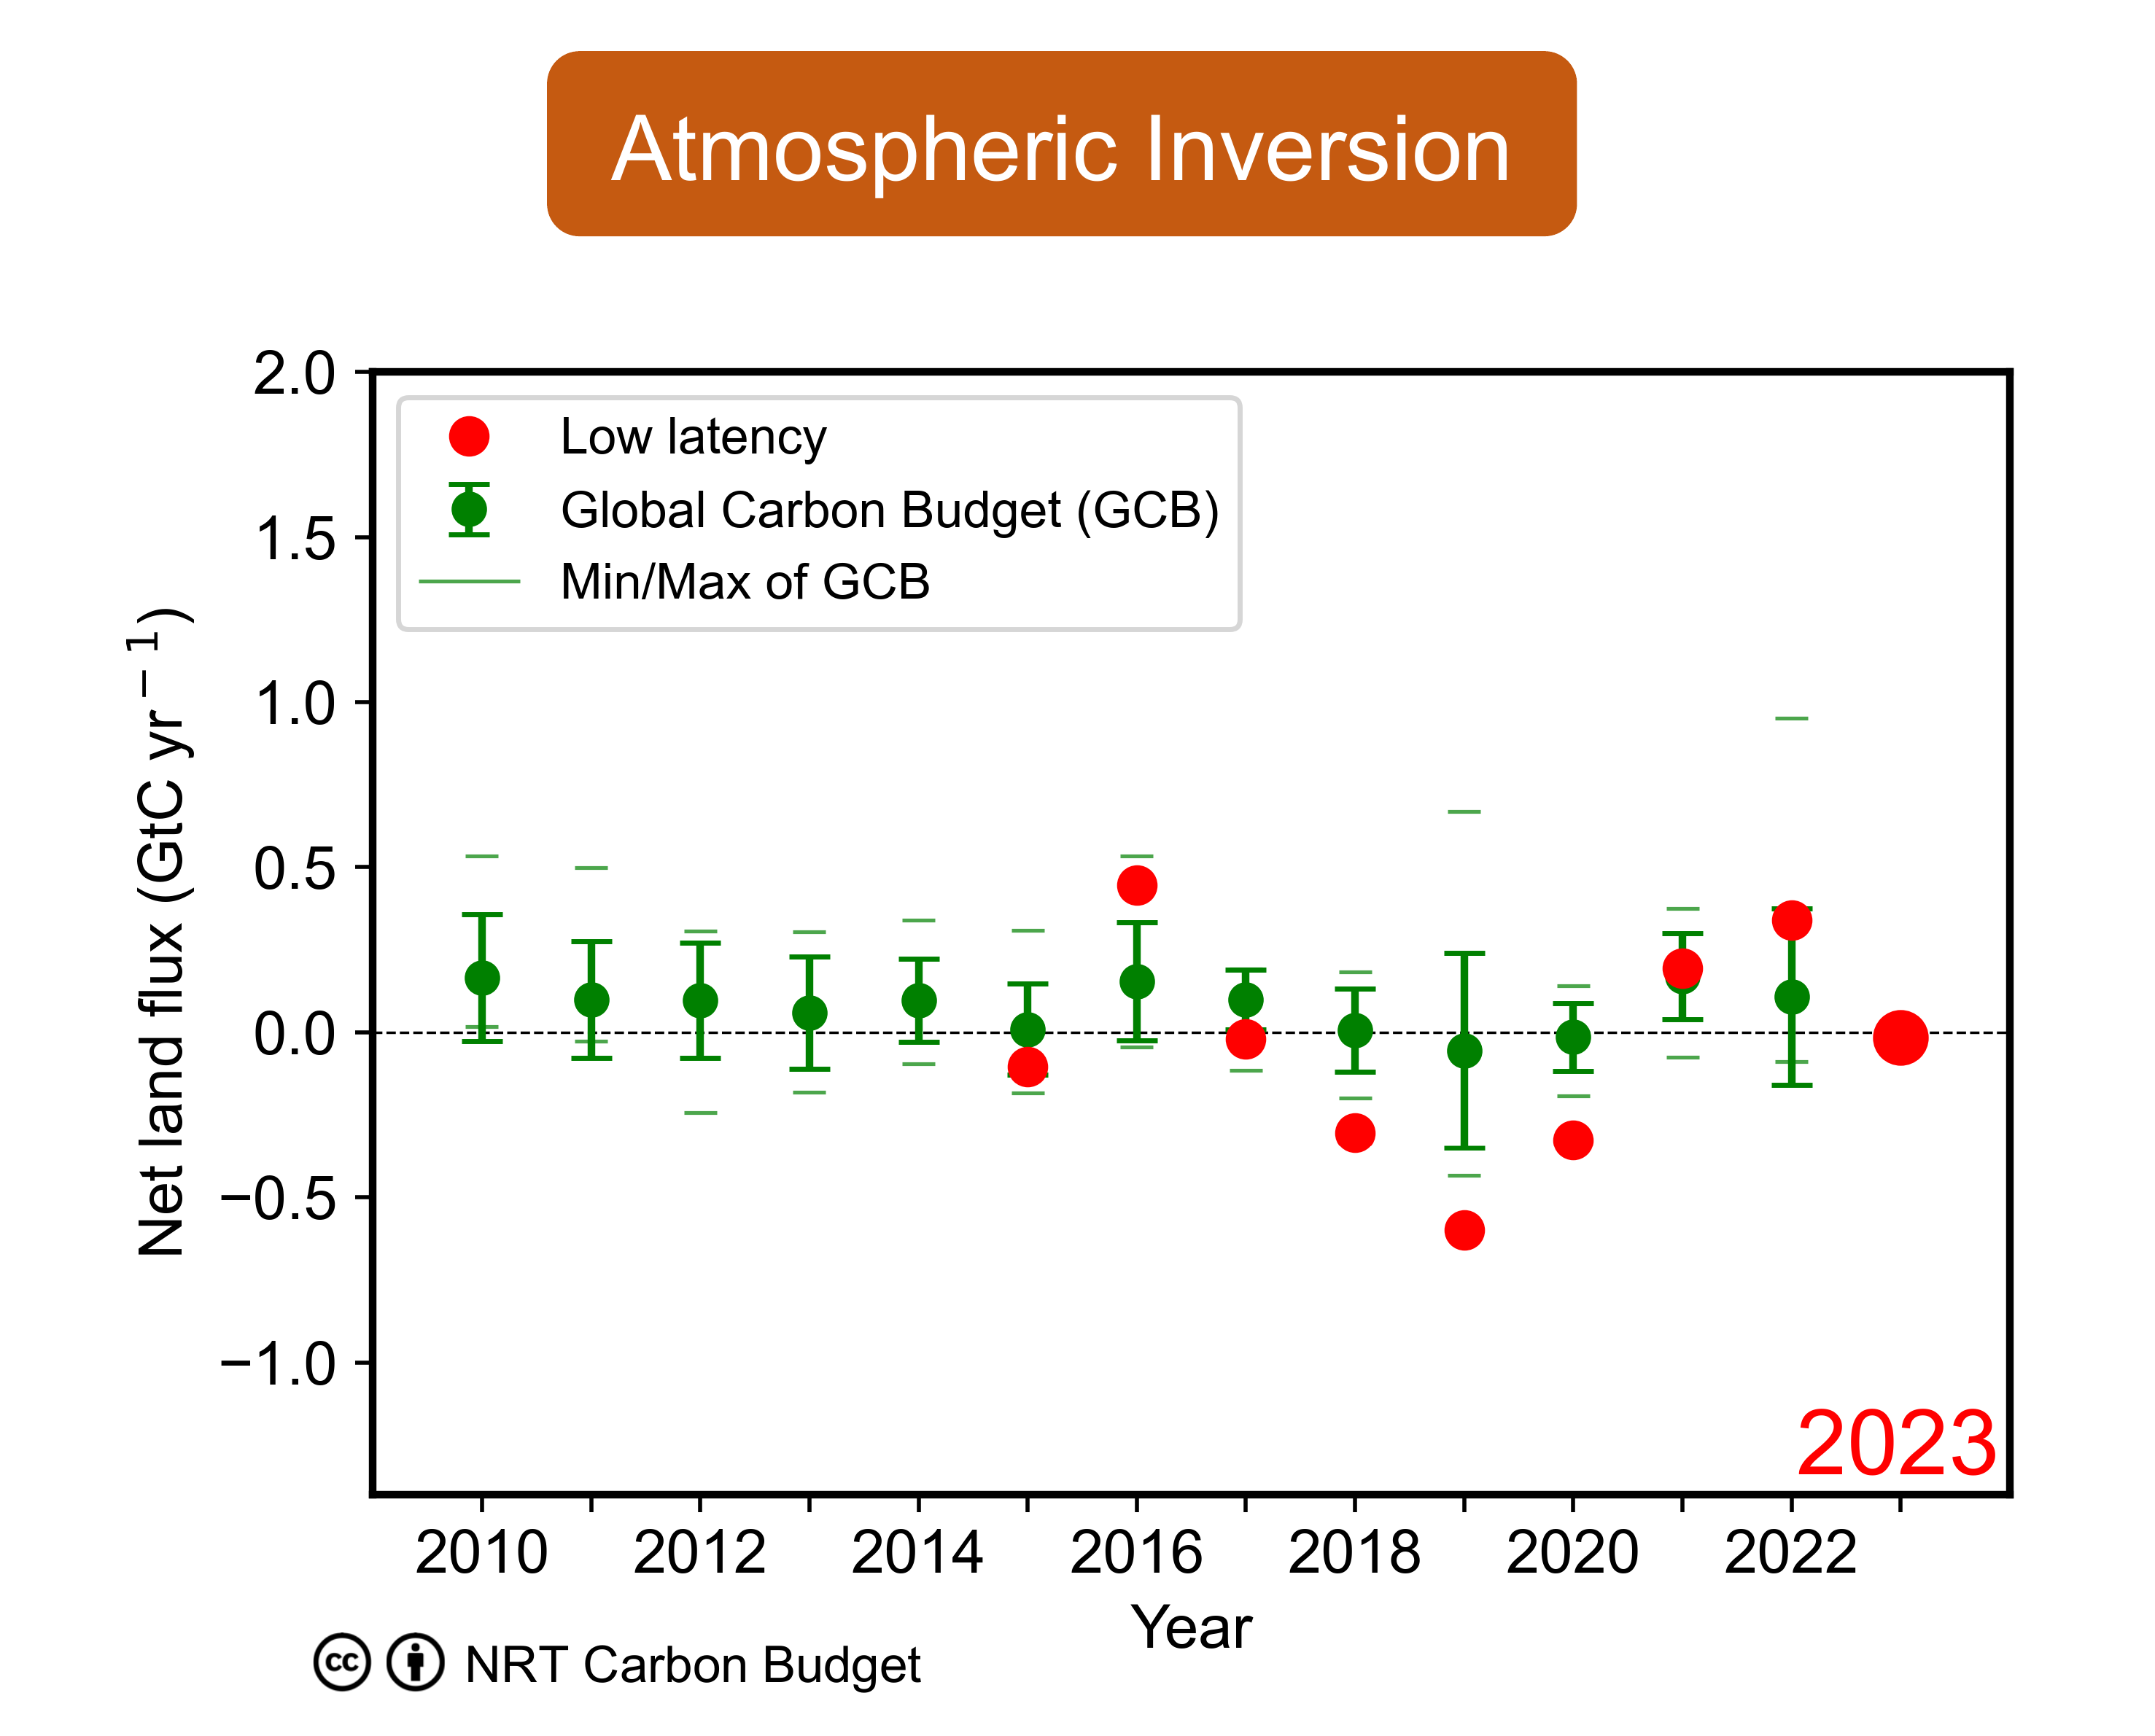 Atmospheric Inversion
2.0
1.5
1.0
0.5
0.0
−0.5
−1.0
Net land flux (GtC yr⁻¹)
Low latency
Global Carbon Budget (GCB)
Min/Max of GCB
2023
2010 2012 2014 2016 2018 2020 2022
Year
cc NRT Carbon Budget